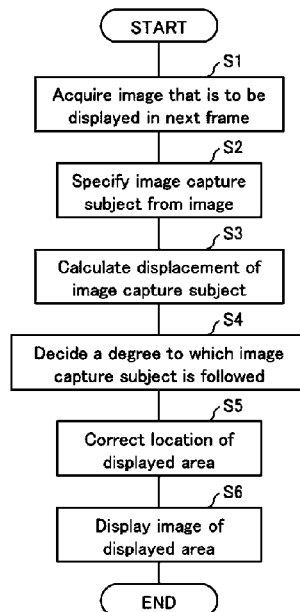 START
S1
Acquire image that is to be
displayed in next frame
S2
Specify image capture
subject from image
S3
Calculate displacement of
image capture subject
S4
Decide a degree to which image
capture subject is followed
S5
Correct location of
displayed area
S6
Display image of
displayed area
END